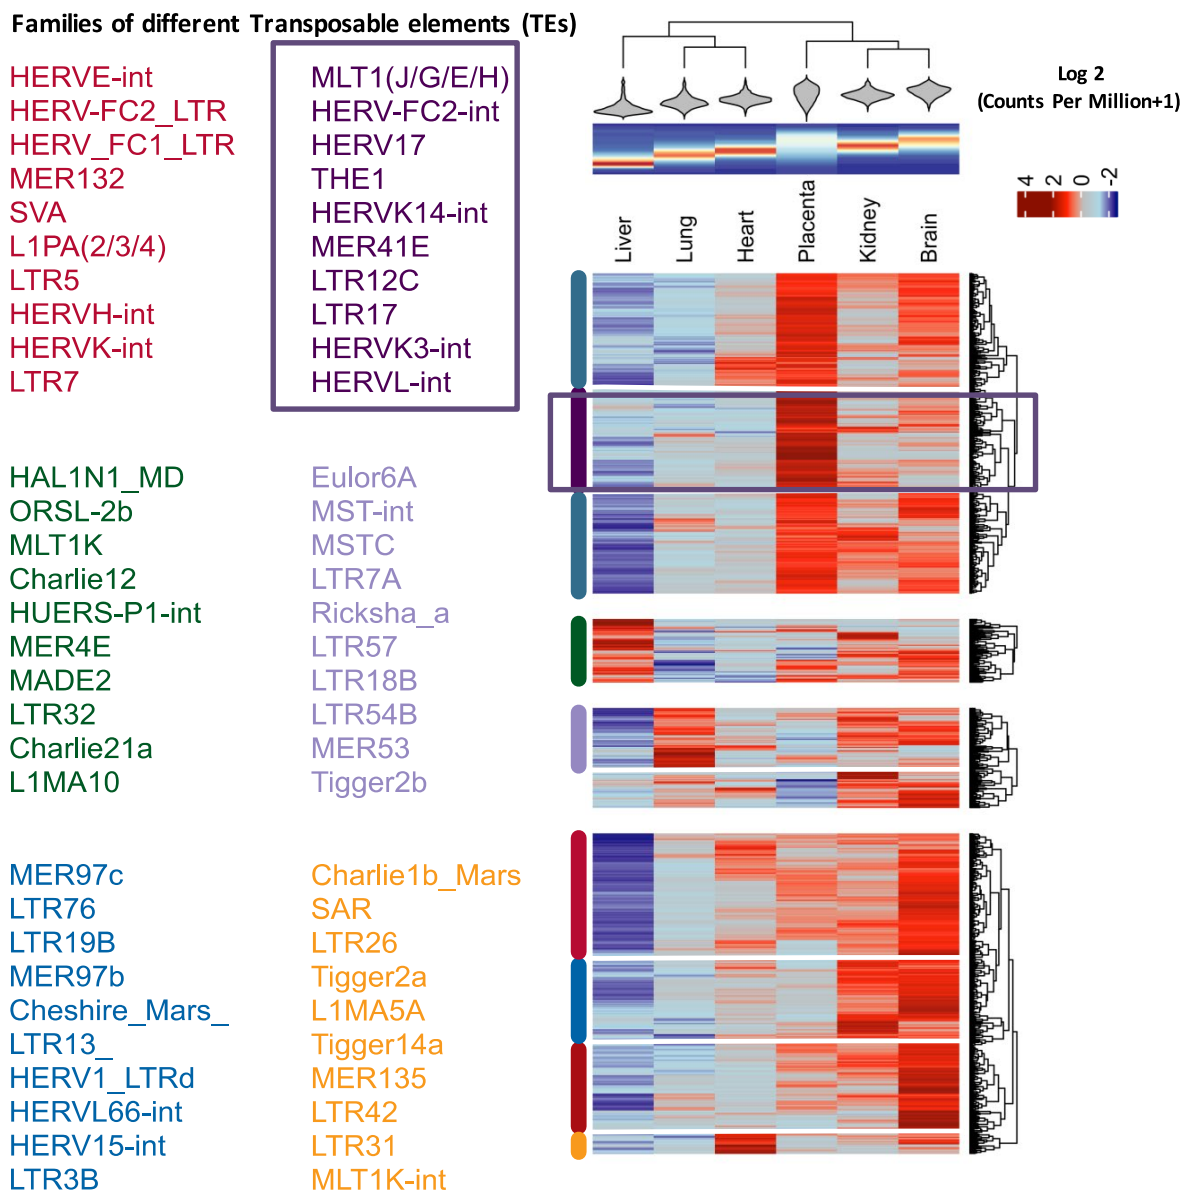 Families of different Transposable elements (TEs)
HERVE-int
HERV-FC2_LTR
HERV_FC1_LTR
MER132
SVA
L1PA(2/3/4)
LTR5
HERVH-int
HERVK-int
LTR7
MLT1(J/G/E/H)
HERV-FC2-int
HERV17
THE1
HERVK14-int
MER41E
LTR12C
LTR17
HERVK3-int
HERVL-int
HAL1N1_MD
ORSL-2b
MLT1K
Charlie12
HUERS-P1-int
MER4E
MADE2
LTR32
Charlie21a
L1MA10
Eulor6A
MST-int
MSTC
LTR7A
Ricksha_a
LTR57
LTR18B
LTR54B
MER53
Tigger2b
MER97c
LTR76
LTR19B
MER97b
Cheshire_Mars_
LTR13_
HERV1_LTRd
HERVL66-int
HERV15-int
LTR3B
Charlie1b_Mars
SAR
LTR26
Tigger2a
L1MA5A
Tigger14a
MER135
LTR42
LTR31
MLT1K-int
Liver
Lung
Heart
Placenta
Kidney
Brain
Log 2
(Counts Per Million+1)
4
2
0
-2